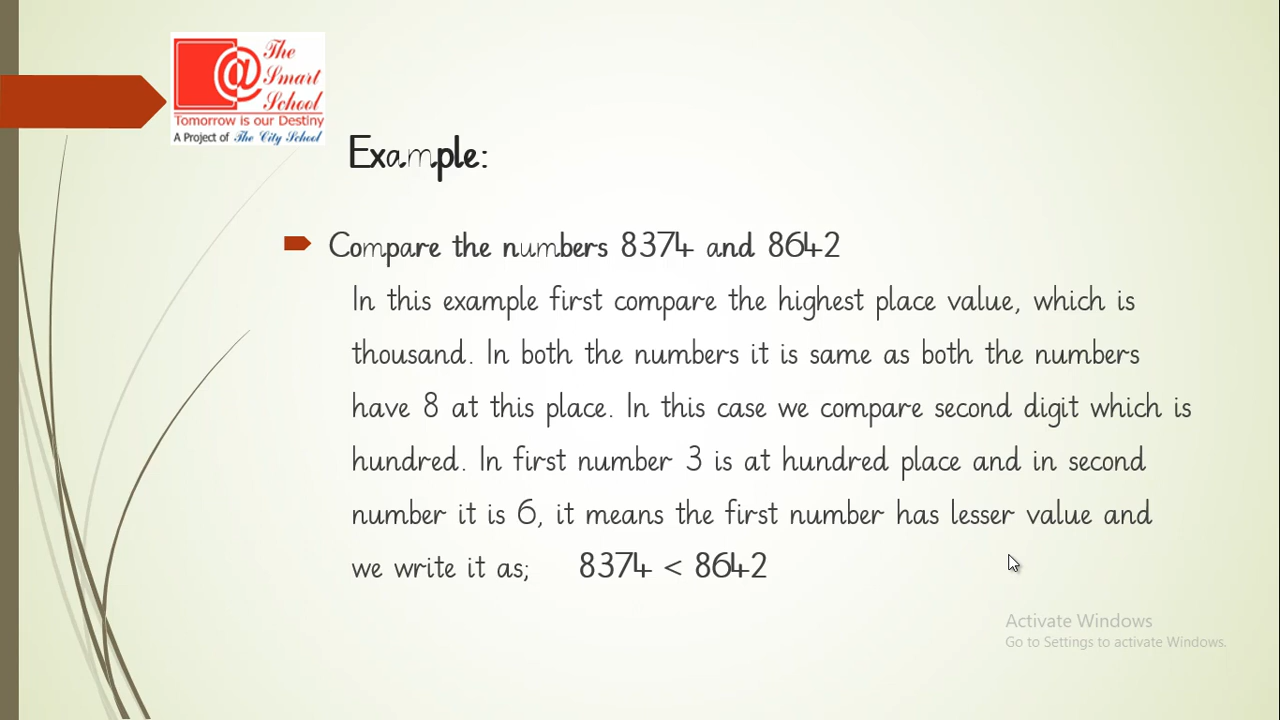 The
Smart
School
Tomorrow is our Destiny
A Project of The City School
Example:
Compare the numbers 8374 and 8642
In this example first compare the highest place value, which is
thousand. In both the numbers it is same as both the numbers
have 8 at this place. In this case we compare second digit which is
hundred. In first number 3 is at hundred place and in second
number it is 6, it means the first number has lesser value and
we write it as; 8374 < 8642
Activate Windows
Go to Settings to activate Windows.